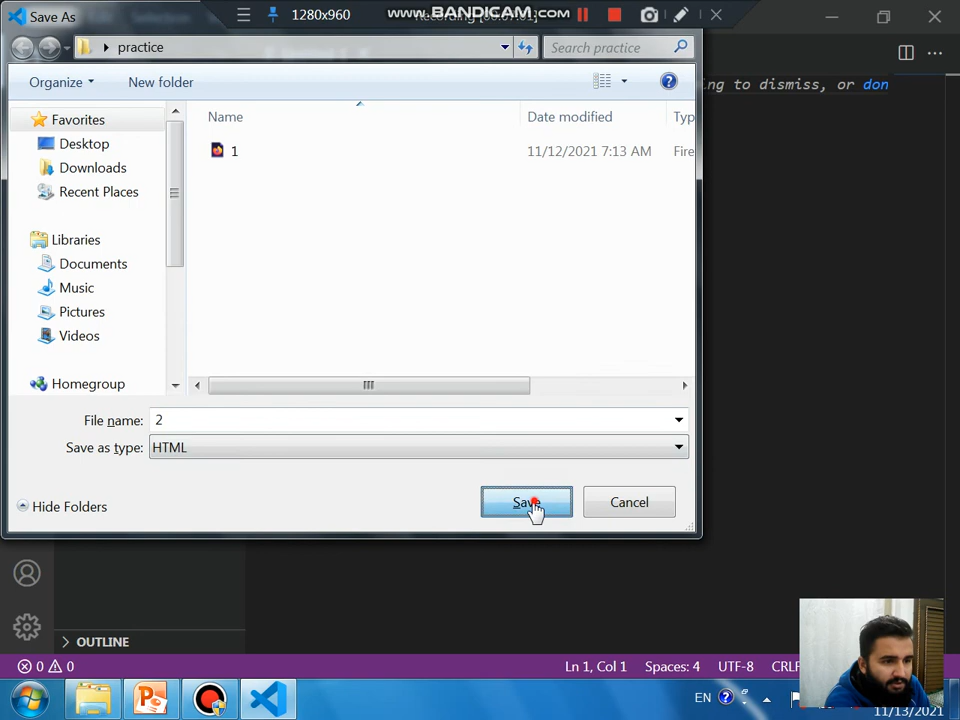 Save As
1280x960
www.BANDICAM.com
practice
Search practice
Organize
New folder
ng to dismiss, or don
Favorites
Desktop
Downloads
Recent Places
Libraries
Documents
Music
Pictures
Videos
Homegroup
Name
Date modified
Typ
1
11/12/2021 7:13 AM
Fire
File name:
2
Save as type:
HTML
Hide Folders
Save
Cancel
OUTLINE
0
0
Ln 1, Col 1
Spaces: 4
UTF-8
CRLF
EN
11/13/2021